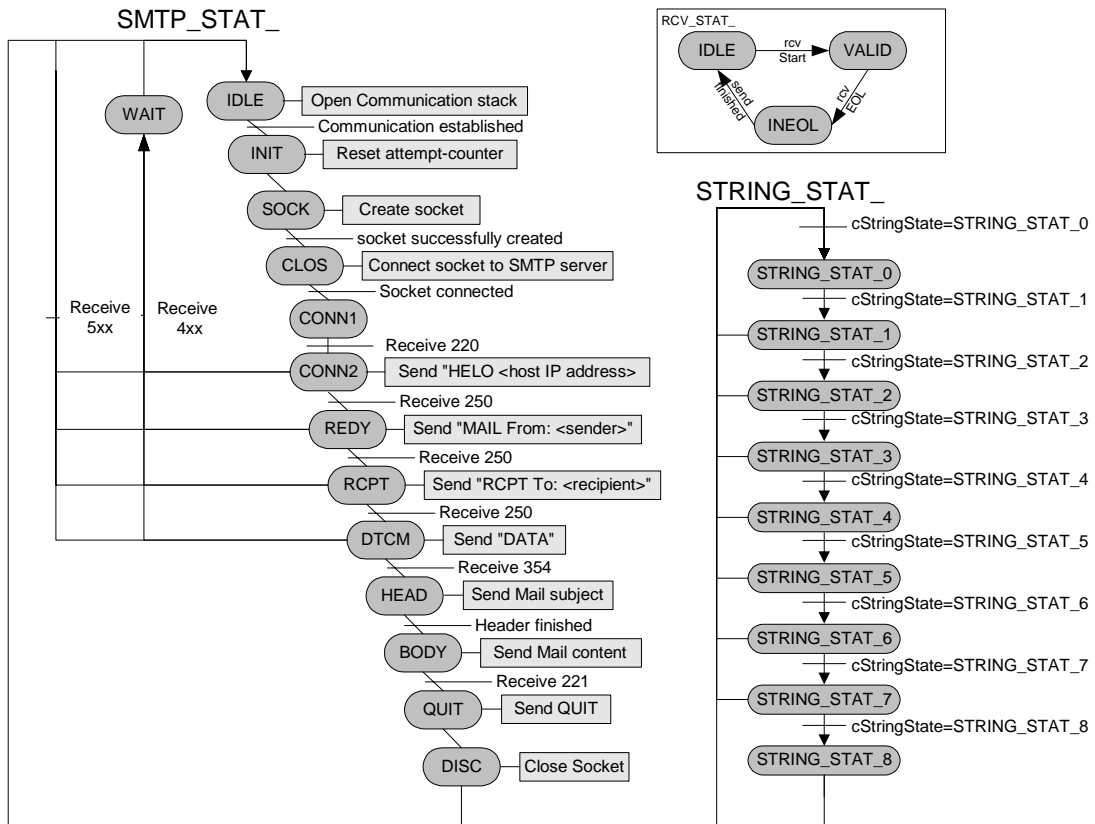 SMTP_STAT_
WAIT
IDLE
Open Communication stack
Communication established
INIT
Reset attempt-counter
SOCK
Create socket
socket successfully created
CLOS
Connect socket to SMTP server
Socket connected
Receive
5xx
Receive
4xx
CONN1
Receive 220
CONN2
Send "HELO <host IP address>
Receive 250
REDY
Send "MAIL From: <sender>"
Receive 250
RCPT
Send "RCPT To: <recipient>"
Receive 250
DTCM
Send "DATA"
Receive 354
HEAD
Send Mail subject
Header finished
BODY
Send Mail content
Receive 221
QUIT
Send QUIT
DISC
Close Socket
RCV_STAT_
IDLE
rcv
Start
VALID
send
finished
rcv
EOL
INEOL
STRING_STAT_
cStringState=STRING_STAT_0
STRING_STAT_0
cStringState=STRING_STAT_1
STRING_STAT_1
cStringState=STRING_STAT_2
STRING_STAT_2
cStringState=STRING_STAT_3
STRING_STAT_3
cStringState=STRING_STAT_4
STRING_STAT_4
cStringState=STRING_STAT_5
STRING_STAT_5
cStringState=STRING_STAT_6
STRING_STAT_6
cStringState=STRING_STAT_7
STRING_STAT_7
cStringState=STRING_STAT_8
STRING_STAT_8